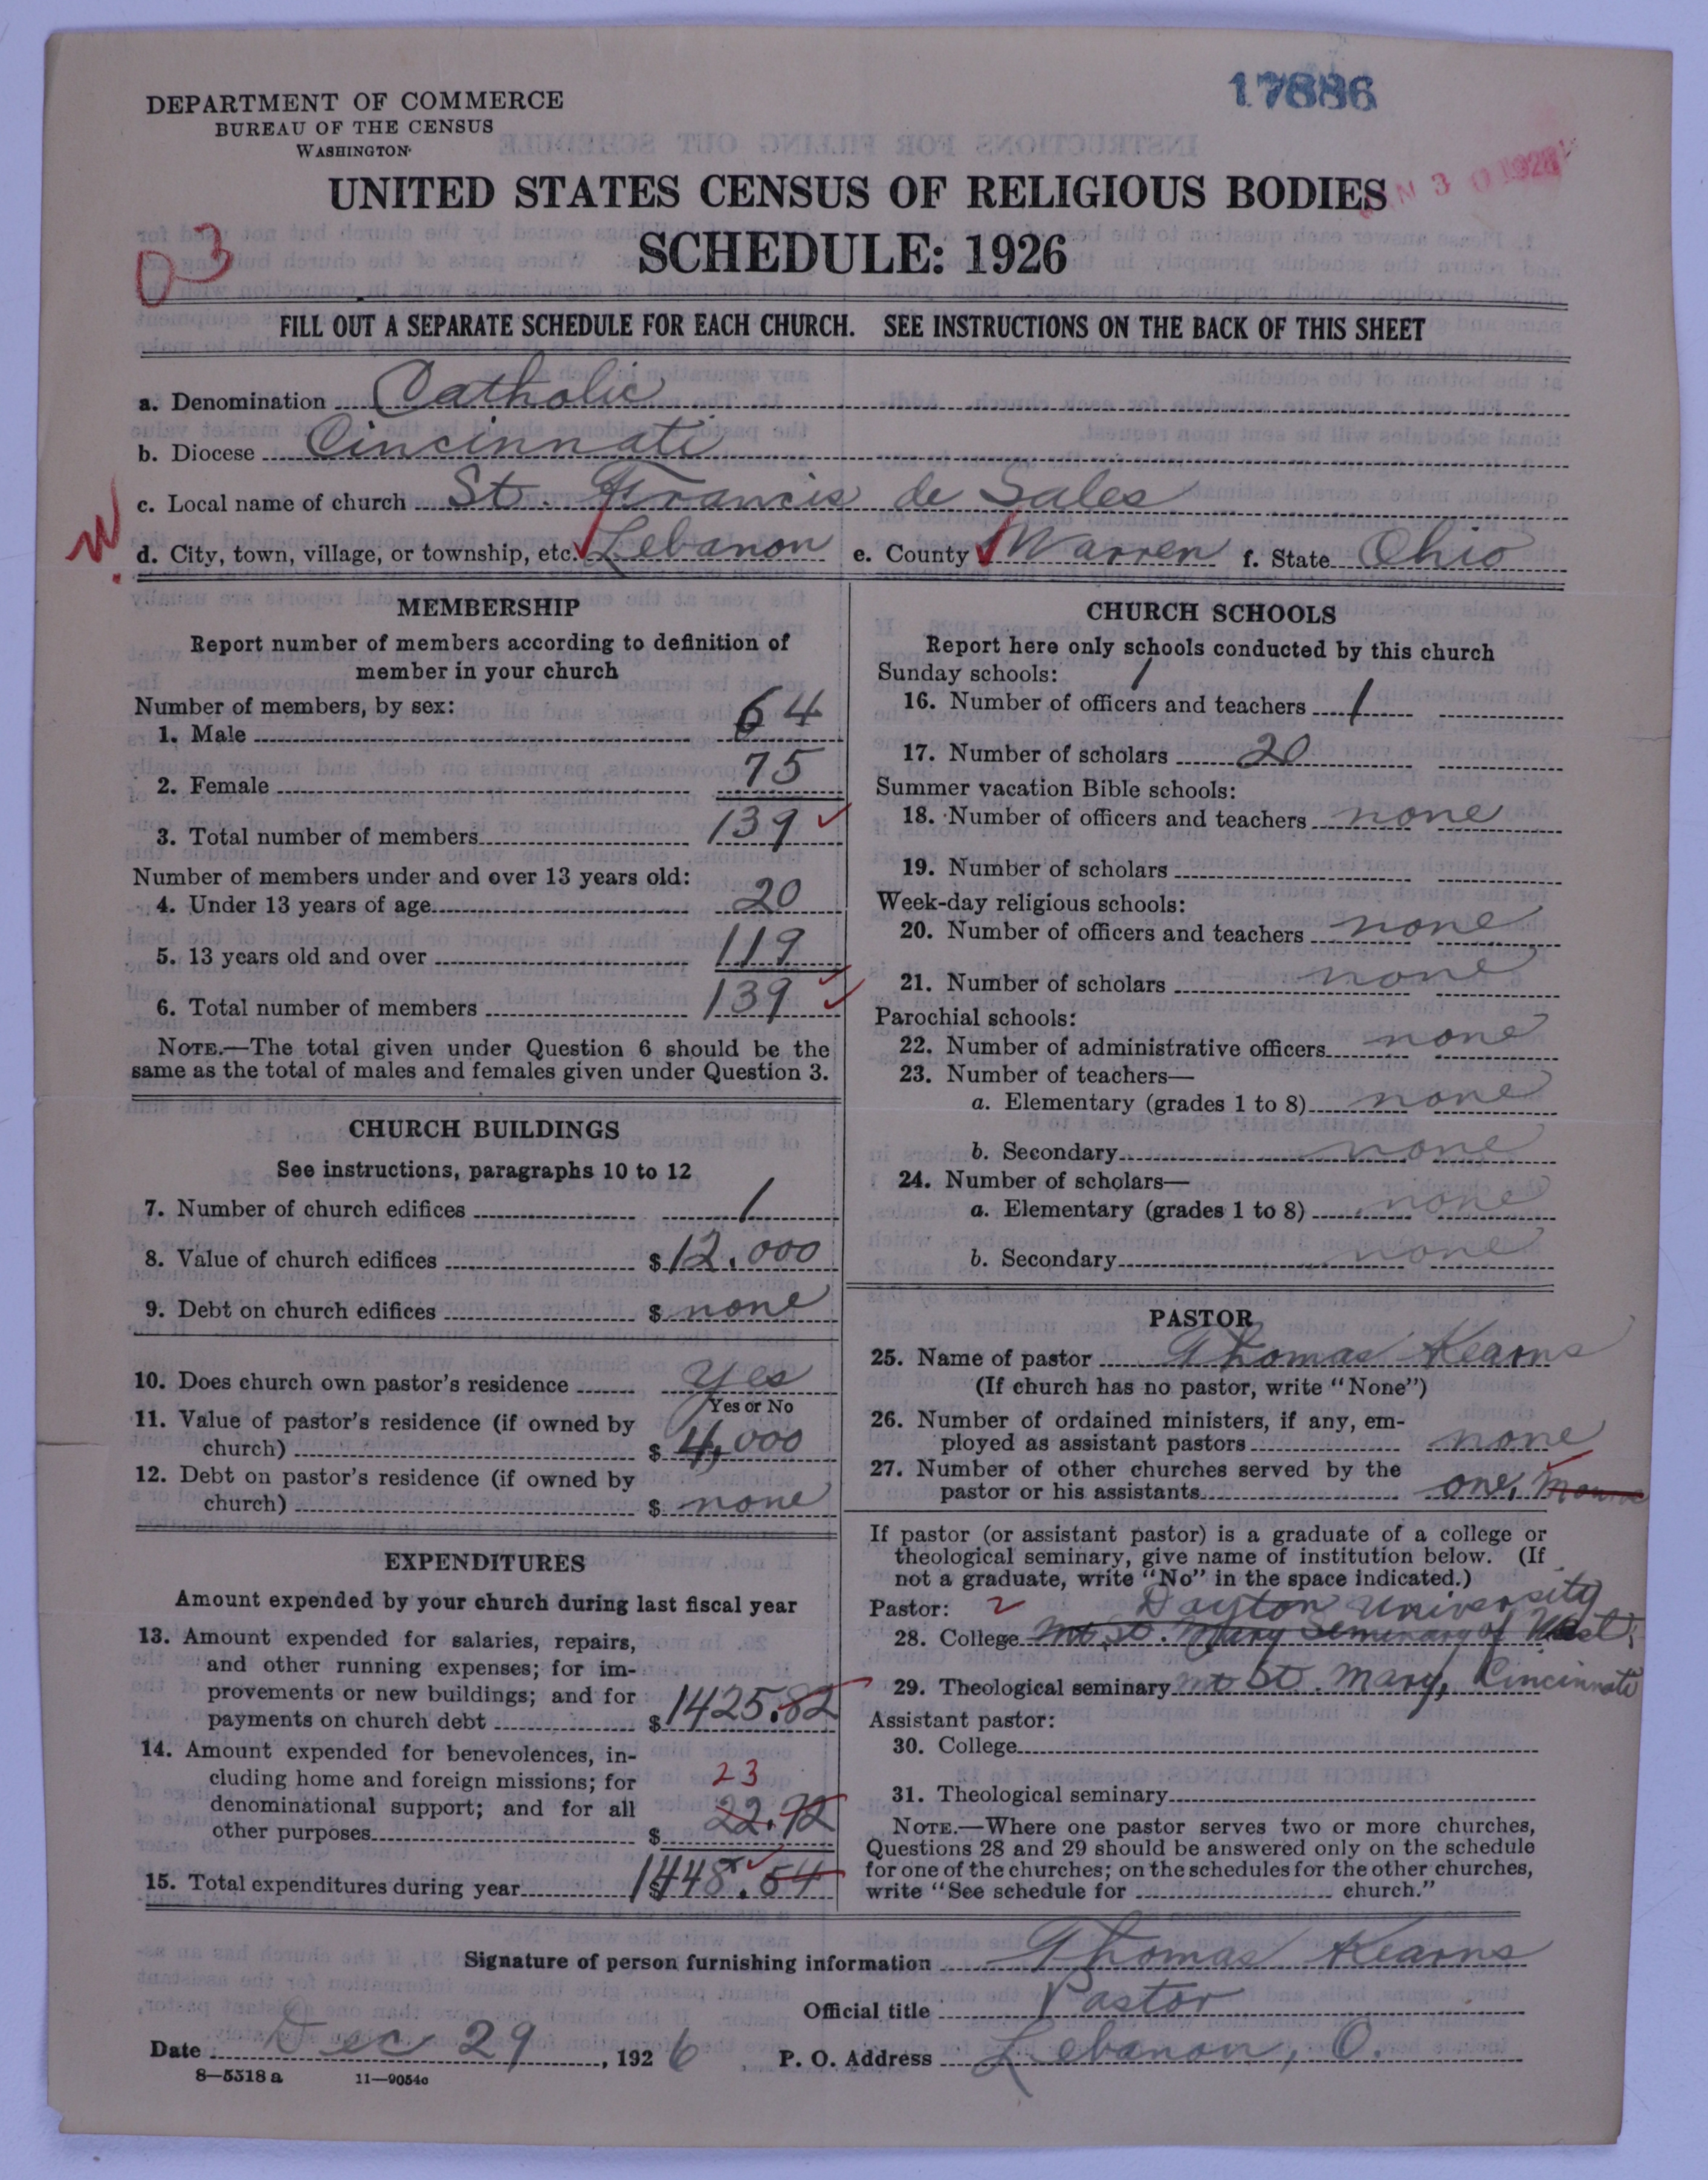 17886
DEPARTMENT OF COMMERCE
BUREAU OF THE CENSUS
WASHINGTON
3 0 1928
UNITED STATES CENSUS OF RELIGIOUS BODIES
SCHEDULE: 1926
03
FILL OUT A SEPARATE SCHEDULE FOR EACH CHURCH. SEE INSTRUCTIONS ON THE BACK OF THIS SHEET
a. Denomination Catholic
b. Diocese Cincinnati
c. Local name of church St. Francis de Sales
d. City, town, village, or township, etc. Lebanon e. County Warren f. State Ohio
MEMBERSHIP
Report number of members according to definition of
member in your church
Number of members, by sex:
1. Male 64
2. Female 75
3. Total number of members 139
Number of members under and over 13 years old:
4. Under 13 years of age 20
5. 13 years old and over 119
6. Total number of members 139
NOTE.—The total given under Question 6 should be the
same as the total of males and females given under Question 3.
CHURCH BUILDINGS
See instructions, paragraphs 10 to 12
7. Number of church edifices 1
8. Value of church edifices $12,000
9. Debt on church edifices $ none
10. Does church own pastor's residence Yes
Yes or No
11. Value of pastor's residence (if owned by
church) $ 4,000
12. Debt on pastor's residence (if owned by
church) $ none
EXPENDITURES
Amount expended by your church during last fiscal year
13. Amount expended for salaries, repairs,
and other running expenses; for im-
provements or new buildings; and for
payments on church debt $1425.82
14. Amount expended for benevolences, in-
cluding home and foreign missions; for 23
denominational support; and for all
other purposes $ 22.72
15. Total expenditures during year $1448.54
CHURCH SCHOOLS
Report here only schools conducted by this church
Sunday schools: 1
16. Number of officers and teachers 1
17. Number of scholars 20
Summer vacation Bible schools:
18. Number of officers and teachers none
19. Number of scholars
Week-day religious schools:
20. Number of officers and teachers none
21. Number of scholars none
Parochial schools:
22. Number of administrative officers none
23. Number of teachers—
a. Elementary (grades 1 to 8) none
b. Secondary none
24. Number of scholars—
a. Elementary (grades 1 to 8) none
b. Secondary none
PASTOR
25. Name of pastor Thomas Kearns
(If church has no pastor, write "None")
26. Number of ordained ministers, if any, em-
ployed as assistant pastors none
27. Number of other churches served by the
pastor or his assistants one,
If pastor (or assistant pastor) is a graduate of a college or
theological seminary, give name of institution below. (If
not a graduate, write "No" in the space indicated.)
Pastor: 2 Dayton University
28. College Mt. St. Mary Seminary of West
29. Theological seminary Mt St. Mary, Cincinnati
Assistant pastor:
30. College
31. Theological seminary
NOTE.—Where one pastor serves two or more churches,
Questions 28 and 29 should be answered only on the schedule
for one of the churches; on the schedules for the other churches,
write "See schedule for church."
Signature of person furnishing information Thomas Kearns
Official title Pastor
Date Dec 29, 1926 P. O. Address Lebanon, O.
8—5318 a 11—9054c